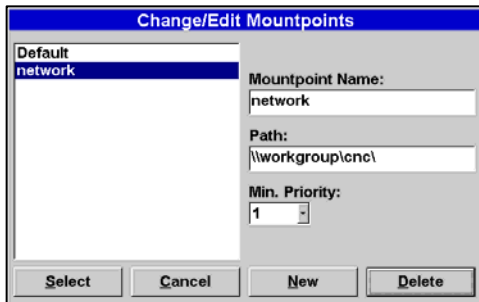 Change/Edit Mountpoints
Default
network
Mountpoint Name:
network
Path:
\\workgroup\cnc\
Min. Priority:
1
Select Cancel New Delete